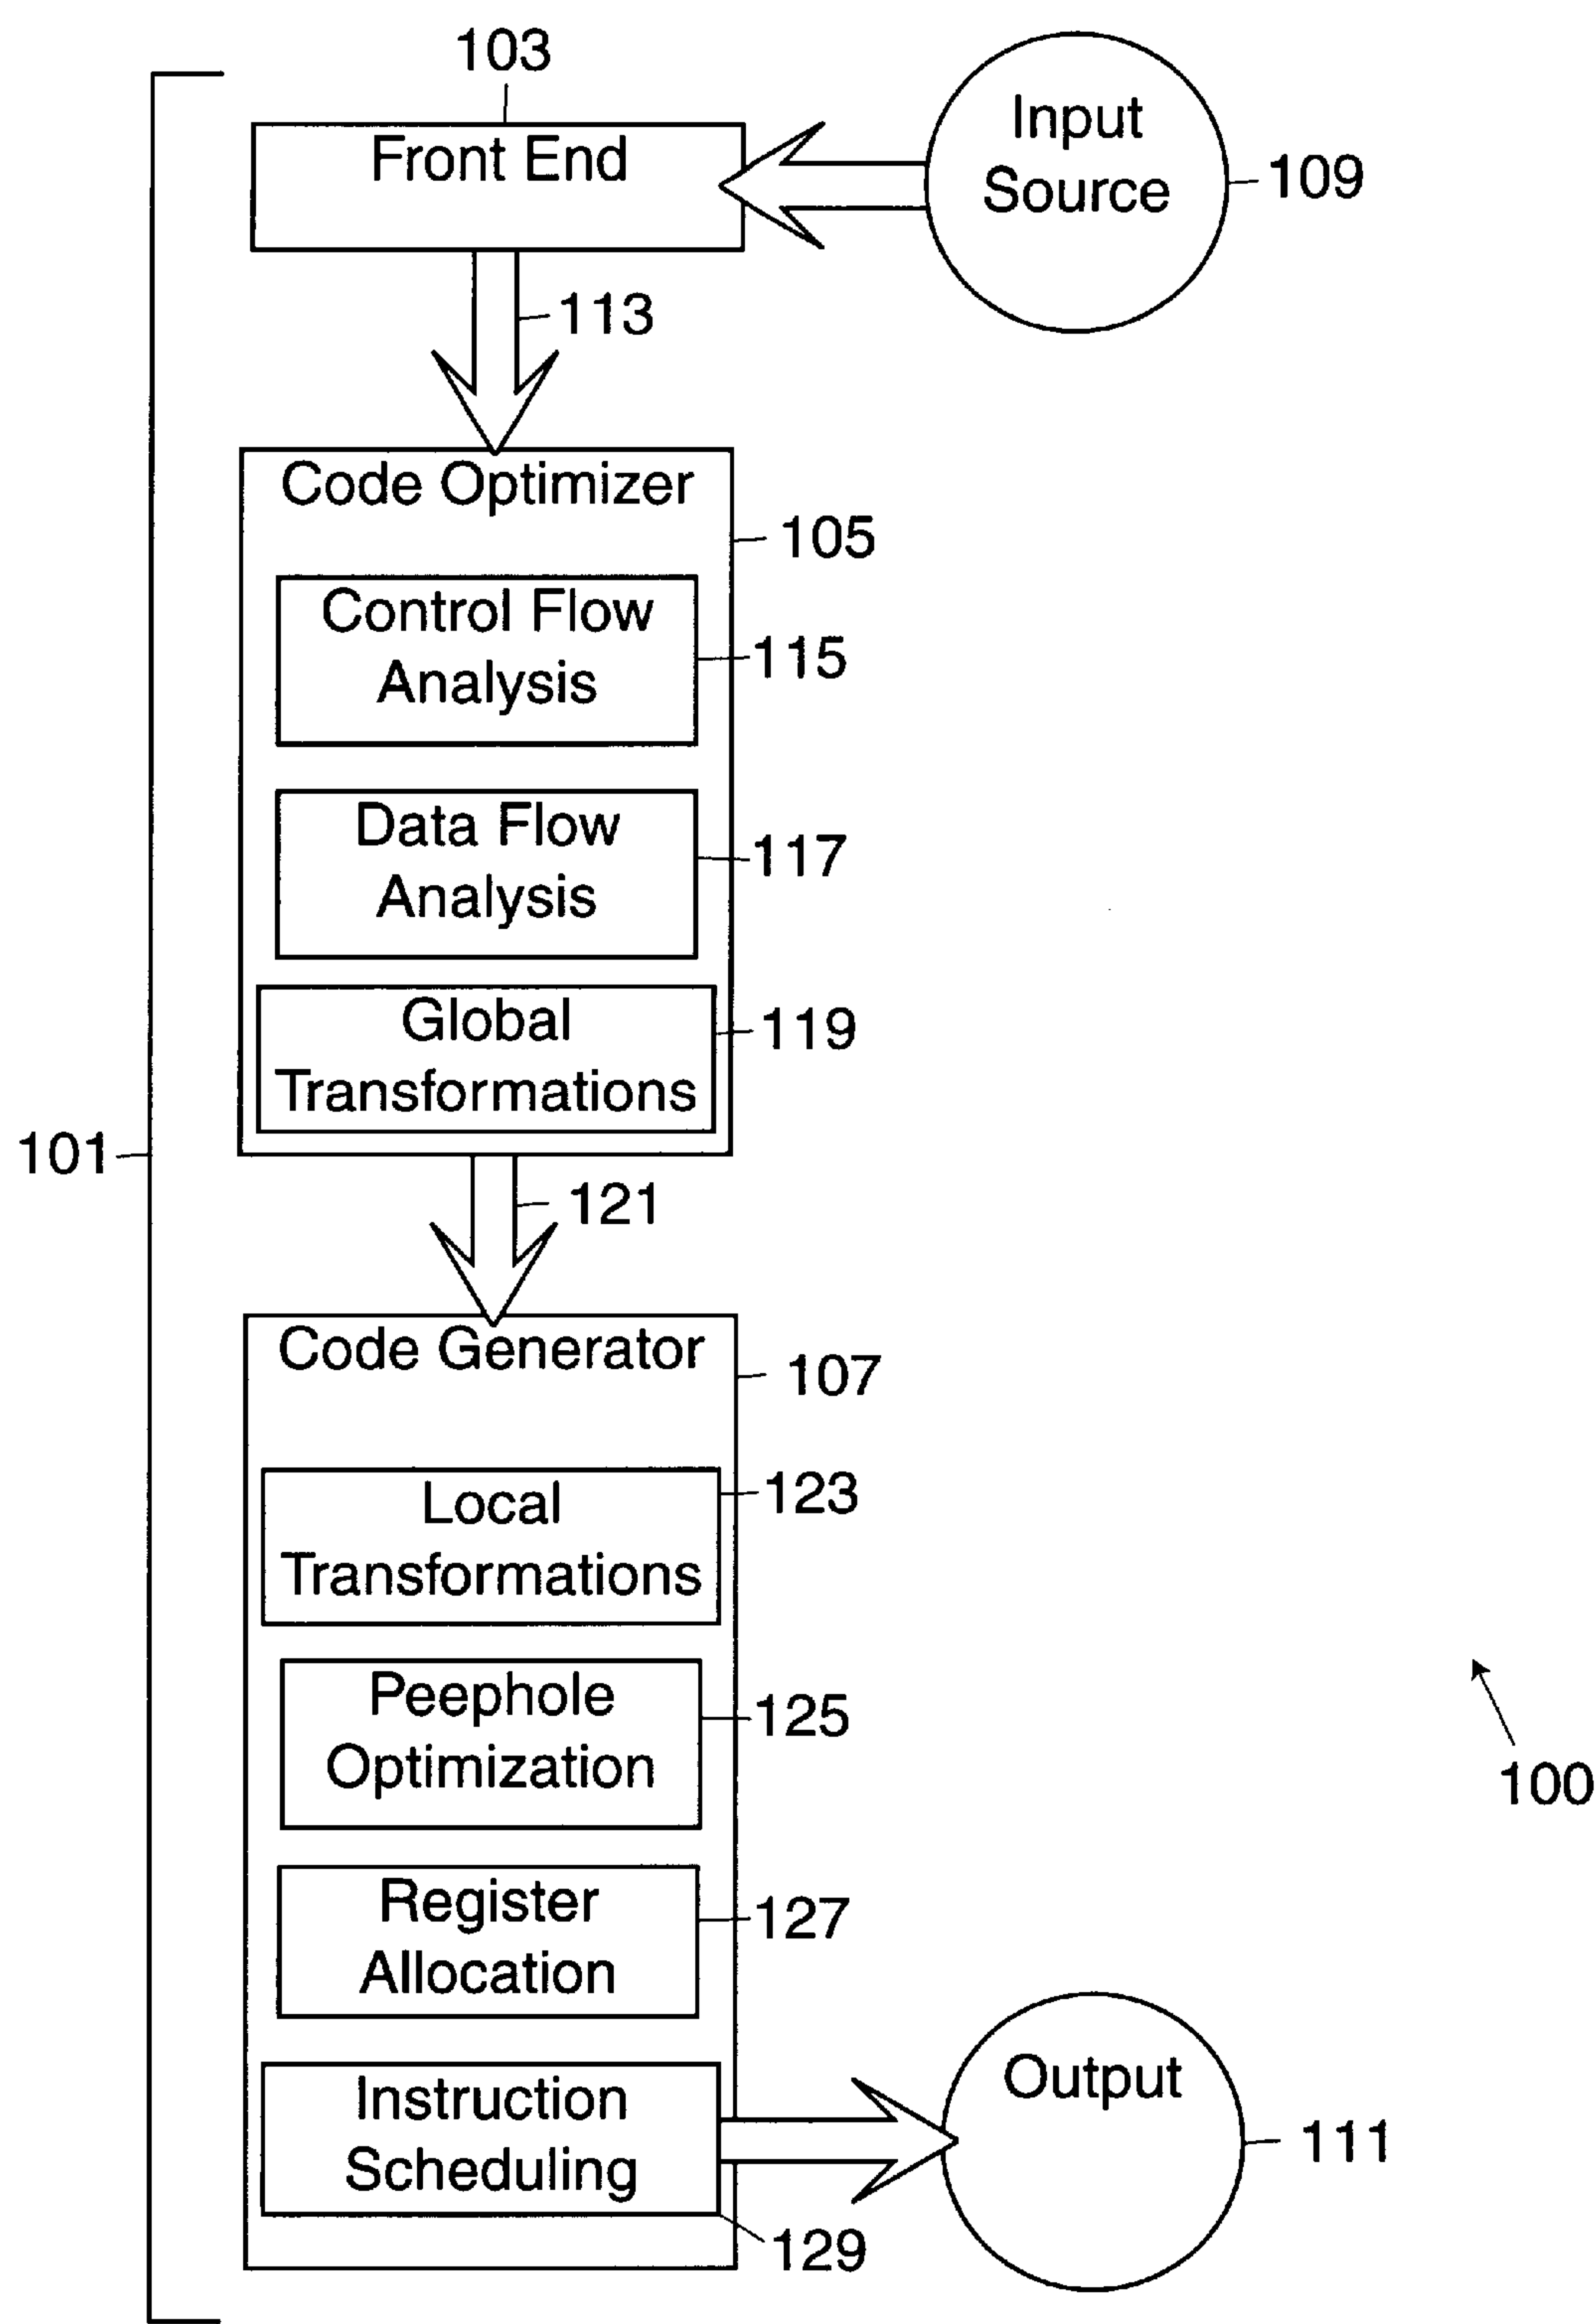 103
Front End
Input
Source
109
113
Code Optimizer
105
Control Flow
Analysis
115
Data Flow
Analysis
117
Global
Transformations
119
101
121
Code Generator
107
Local
Transformations
123
Peephole
Optimization
125
100
Register
Allocation
127
Instruction
Scheduling
129
Output
111